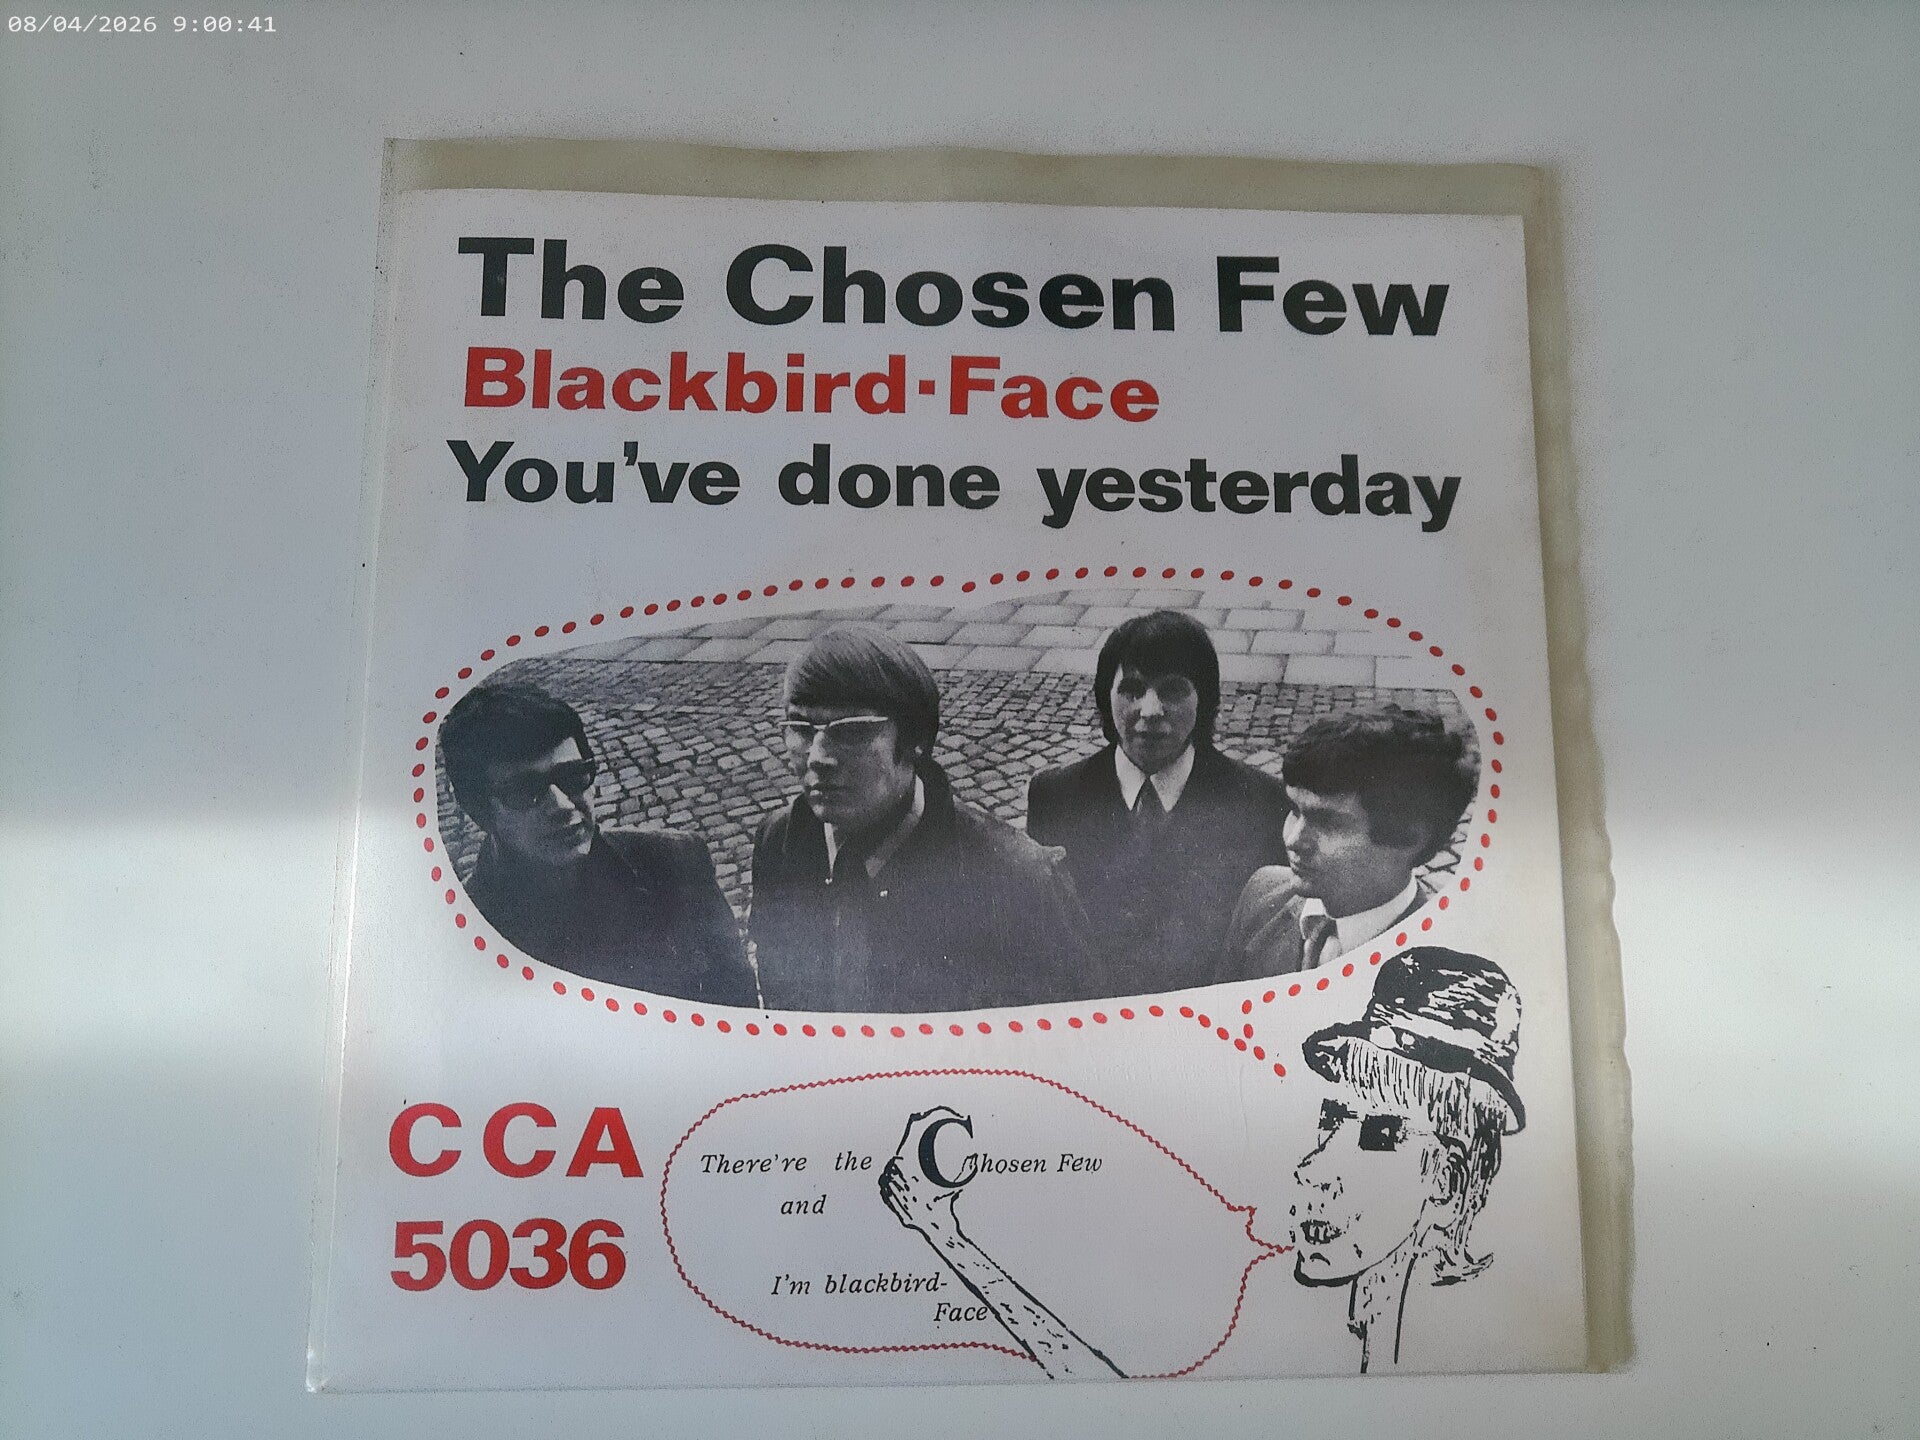 08/04/2026 9:00:41
The Chosen Few
Blackbird·Face
You've done yesterday
CCA
5036
There're the Chosen Few
and
I'm blackbird-
Face